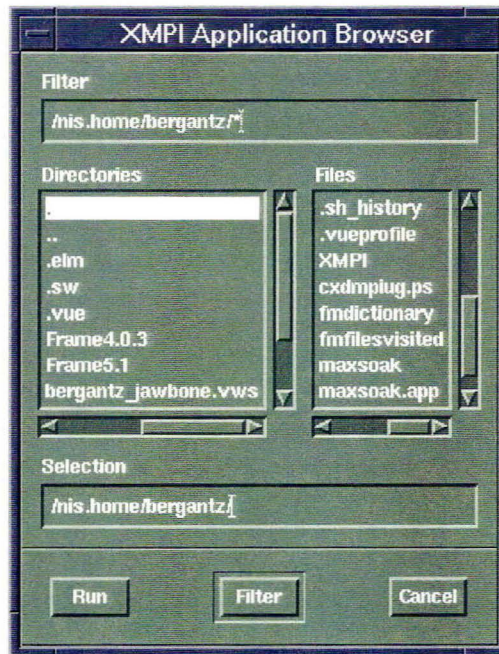 XMPI Application Browser
Filter
/nis.home/bergantz/*
Directories
.
..
.elm
.sw
.vue
Frame4.0.3
Frame5.1
bergantz_jawbone.vws
Files
.sh_history
.vueprofile
XMPI
cxdmplug.ps
fmdictionary
fmfilesvisited
maxsoak
maxsoak.app
Selection
/nis.home/bergantz/
Run
Filter
Cancel